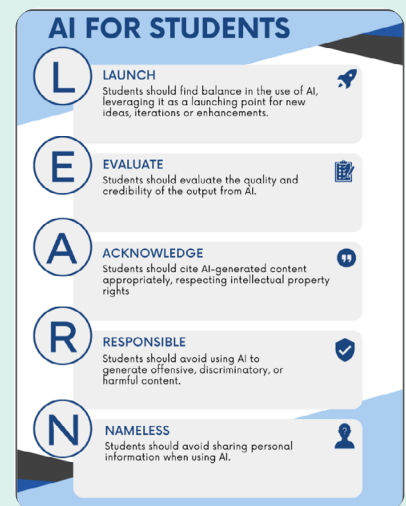 AI FOR STUDENTS
L
LAUNCH
Students should find balance in the use of AI,
leveraging it as a launching point for new
ideas, iterations or enhancements.
E
EVALUATE
Students should evaluate the quality and
credibility of the output from AI.
A
ACKNOWLEDGE
Students should cite AI-generated content
appropriately, respecting intellectual property
rights
R
RESPONSIBLE
Students should avoid using AI to
generate offensive, discriminatory, or
harmful content.
N
NAMELESS
Students should avoid sharing personal
information when using AI.